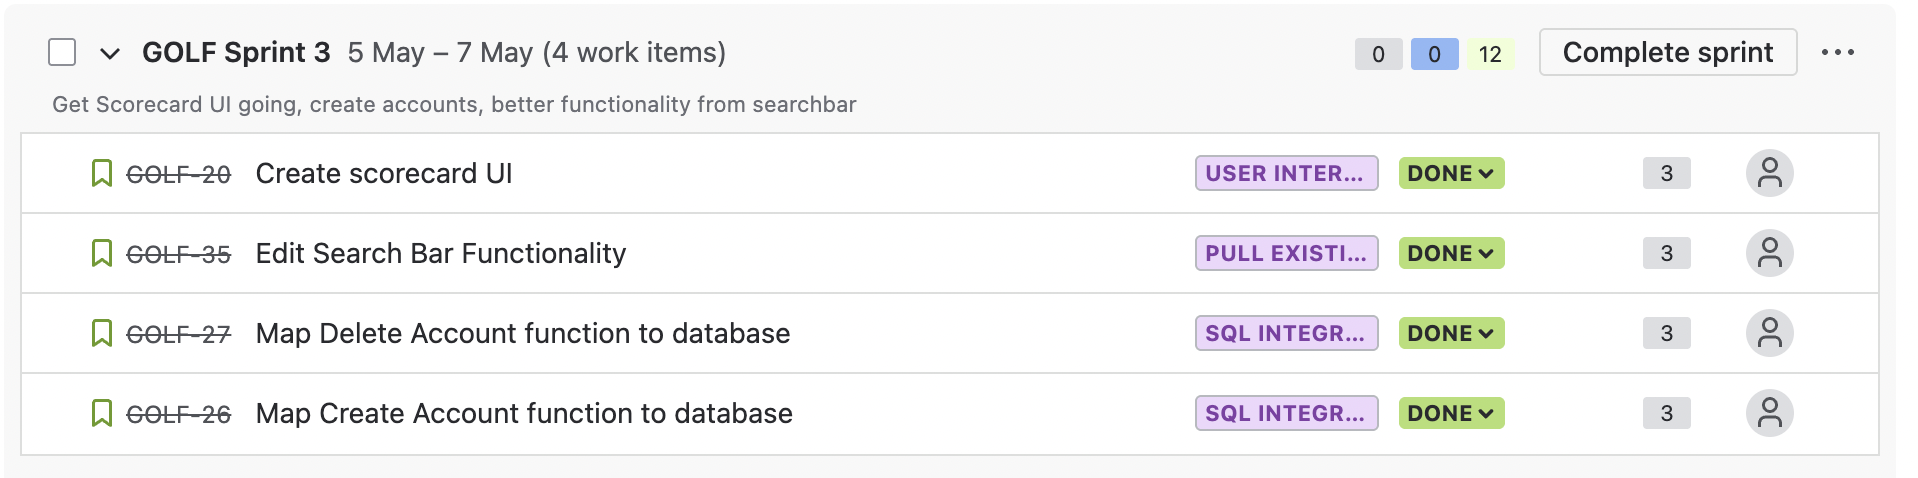 GOLF Sprint 3 5 May – 7 May (4 work items) 0 0 12 Complete sprint
Get Scorecard UI going, create accounts, better functionality from searchbar
GOLF-20 Create scorecard UI USER INTER... DONE 3
GOLF-35 Edit Search Bar Functionality PULL EXISTI... DONE 3
GOLF-27 Map Delete Account function to database SQL INTEGR... DONE 3
GOLF-26 Map Create Account function to database SQL INTEGR... DONE 3